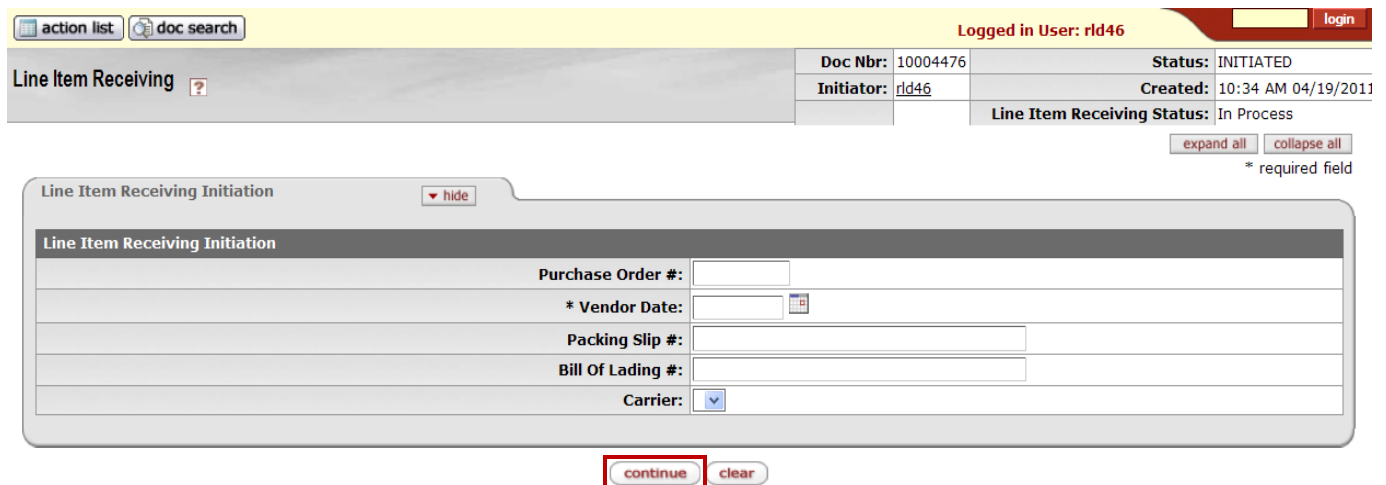 action list doc search Logged in User: rld46 login
Doc Nbr: 10004476 Status: INITIATED
Line Item Receiving ? Initiator: rld46 Created: 10:34 AM 04/19/2011
Line Item Receiving Status: In Process
expand all collapse all
* required field
Line Item Receiving Initiation hide
Line Item Receiving Initiation
Purchase Order #:
* Vendor Date:
Packing Slip #:
Bill Of Lading #:
Carrier:
continue clear